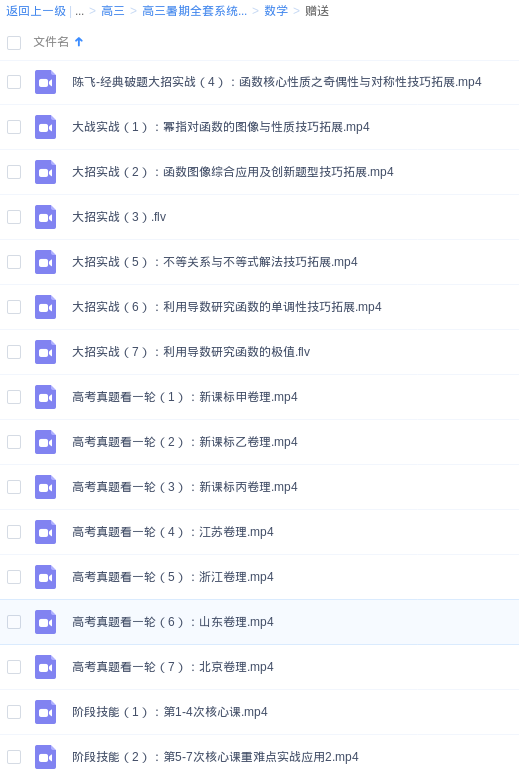 返回上一级 | ... > 高三 > 高三暑期全套系统... > 数学 > 赠送
文件名
陈飞-经典破题大招实战（4）：函数核心性质之奇偶性与对称性技巧拓展.mp4
大战实战（1）：幂指对函数的图像与性质技巧拓展.mp4
大招实战（2）：函数图像综合应用及创新题型技巧拓展.mp4
大招实战（3）.flv
大招实战（5）：不等关系与不等式解法技巧拓展.mp4
大招实战（6）：利用导数研究函数的单调性技巧拓展.mp4
大招实战（7）：利用导数研究函数的极值.flv
高考真题看一轮（1）：新课标甲卷理.mp4
高考真题看一轮（2）：新课标乙卷理.mp4
高考真题看一轮（3）：新课标丙卷理.mp4
高考真题看一轮（4）：江苏卷理.mp4
高考真题看一轮（5）：浙江卷理.mp4
高考真题看一轮（6）：山东卷理.mp4
高考真题看一轮（7）：北京卷理.mp4
阶段技能（1）：第1-4次核心课.mp4
阶段技能（2）：第5-7次核心课重难点实战应用2.mp4